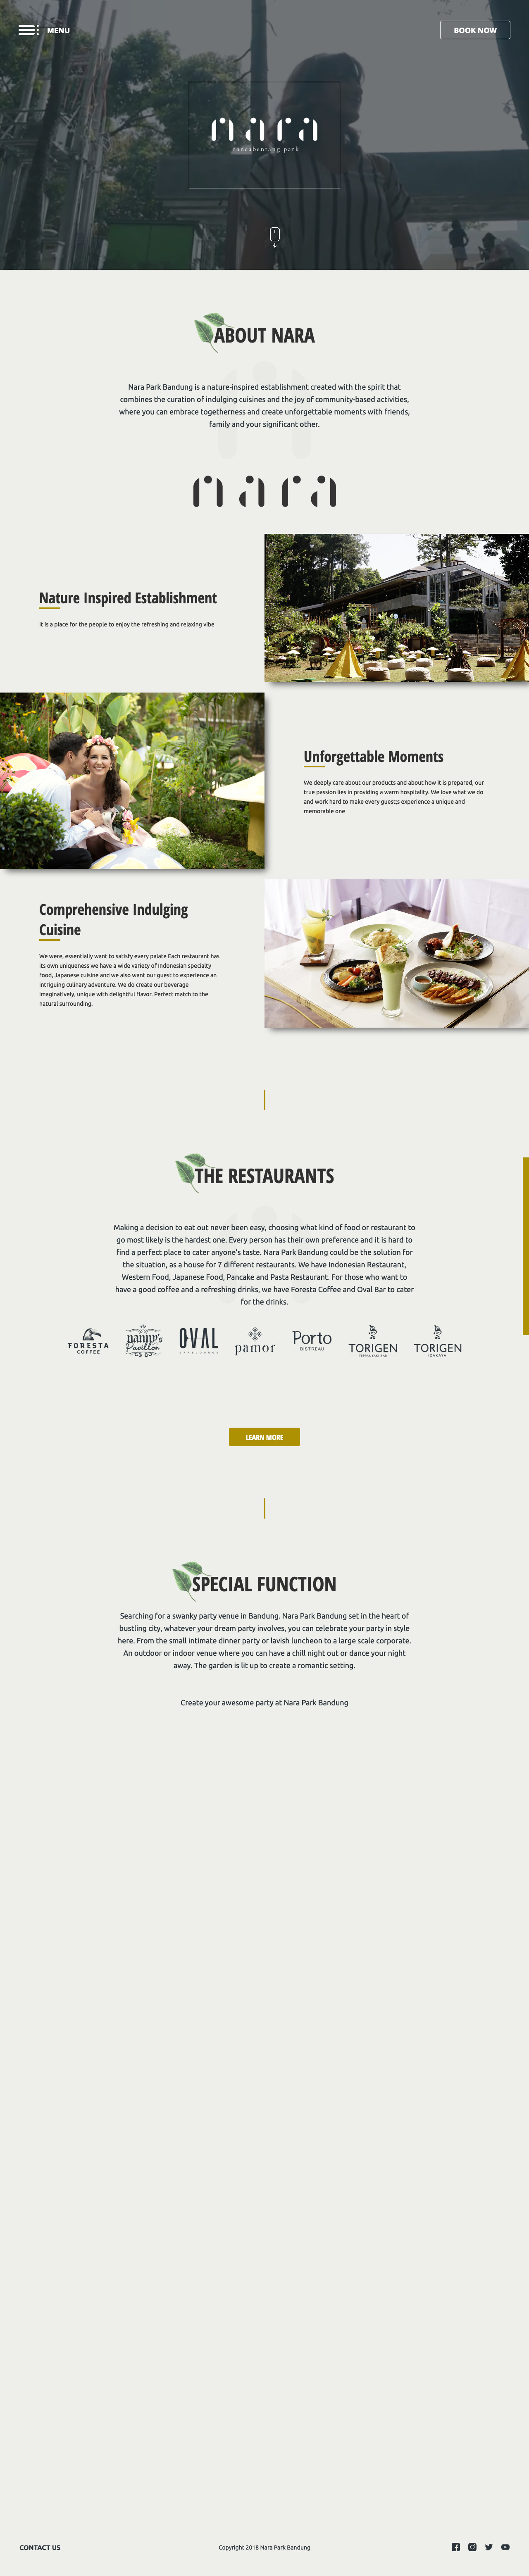 MENU
BOOK NOW
nara
rancabentang park
ABOUT NARA
Nara Park Bandung is a nature-inspired establishment created with the spirit that
combines the curation of indulging cuisines and the joy of community-based activities,
where you can embrace togetherness and create unforgettable moments with friends,
family and your significant other.
nara
Nature Inspired Establishment
It is a place for the people to enjoy the refreshing and relaxing vibe
Unforgettable Moments
We deeply care about our products and about how it is prepared, our
true passion lies in providing a warm hospitality. We love what we do
and work hard to make every guest;s experience a unique and
memorable one
Comprehensive Indulging
Cuisine
We were, essentially want to satisfy every palate Each restaurant has
its own uniqueness we have a wide variety of Indonesian specialty
food, Japanese cuisine and we also want our guest to experience an
intriguing culinary adventure. We do create our beverage
imaginatively, unique with delightful flavor. Perfect match to the
natural surrounding.
THE RESTAURANTS
Making a decision to eat out never been easy, choosing what kind of food or restaurant to
go most likely is the hardest one. Every person has their own preference and it is hard to
find a perfect place to cater anyone's taste. Nara Park Bandung could be the solution for
the situation, as a house for 7 different restaurants. We have Indonesian Restaurant,
Western Food, Japanese Food, Pancake and Pasta Restaurant. For those who want to
have a good coffee and a refreshing drinks, we have Foresta Coffee and Oval Bar to cater
for the drinks.
FORESTA COFFEE
nanny's Pavillon
OVAL BAR & LOUNGE
pamor
Porto BISTREAU
TORIGEN TEPPANYAKI BAR
TORIGEN IZAKAYA
LEARN MORE
SPECIAL FUNCTION
Searching for a swanky party venue in Bandung. Nara Park Bandung set in the heart of
bustling city, whatever your dream party involves, you can celebrate your party in style
here. From the small intimate dinner party or lavish luncheon to a large scale corporate.
An outdoor or indoor venue where you can have a chill night out or dance your night
away. The garden is lit up to create a romantic setting.
Create your awesome party at Nara Park Bandung
CONTACT US
Copyright 2018 Nara Park Bandung